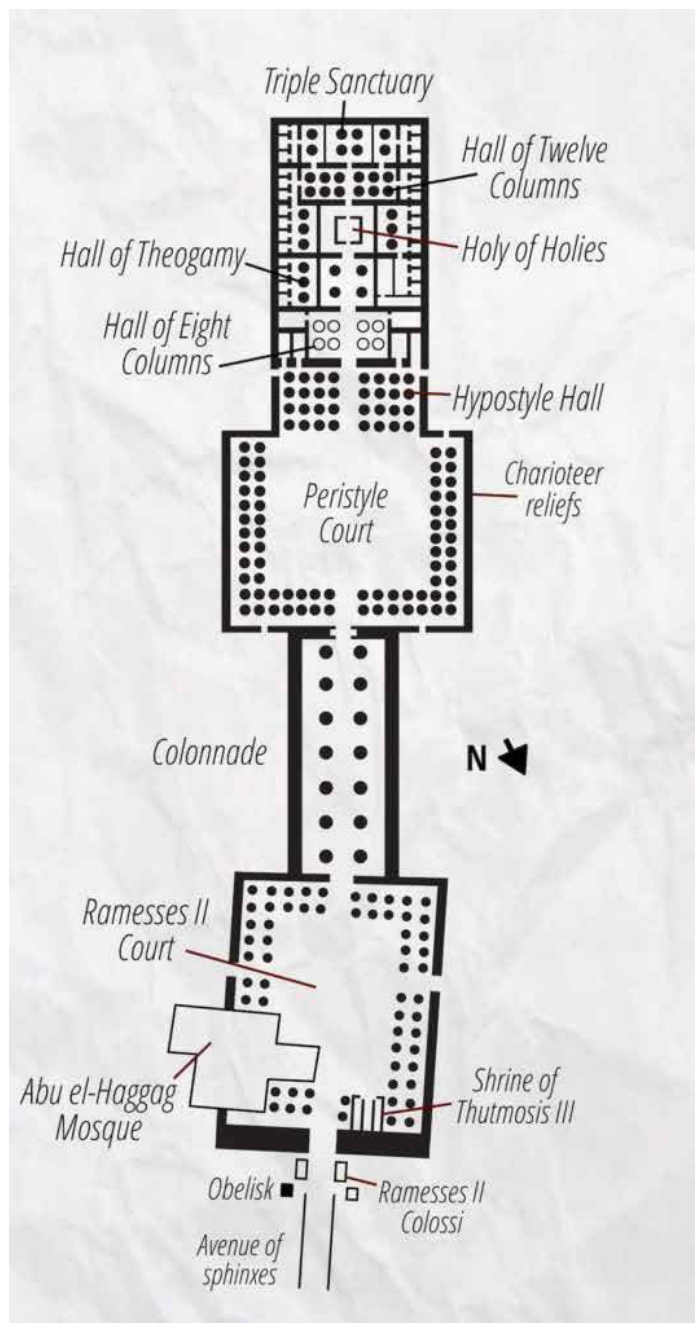 Triple Sanctuary
Hall of Twelve
Columns
Hall of Theogamy
Holy of Holies
Hall of Eight
Columns
Hypostyle Hall
Peristyle
Court
Charioteer
reliefs
Colonnade
N
Ramesses II
Court
Abu el-Haggag
Mosque
Shrine of
Thutmosis III
Obelisk
Ramesses II
Colossi
Avenue of
sphinxes